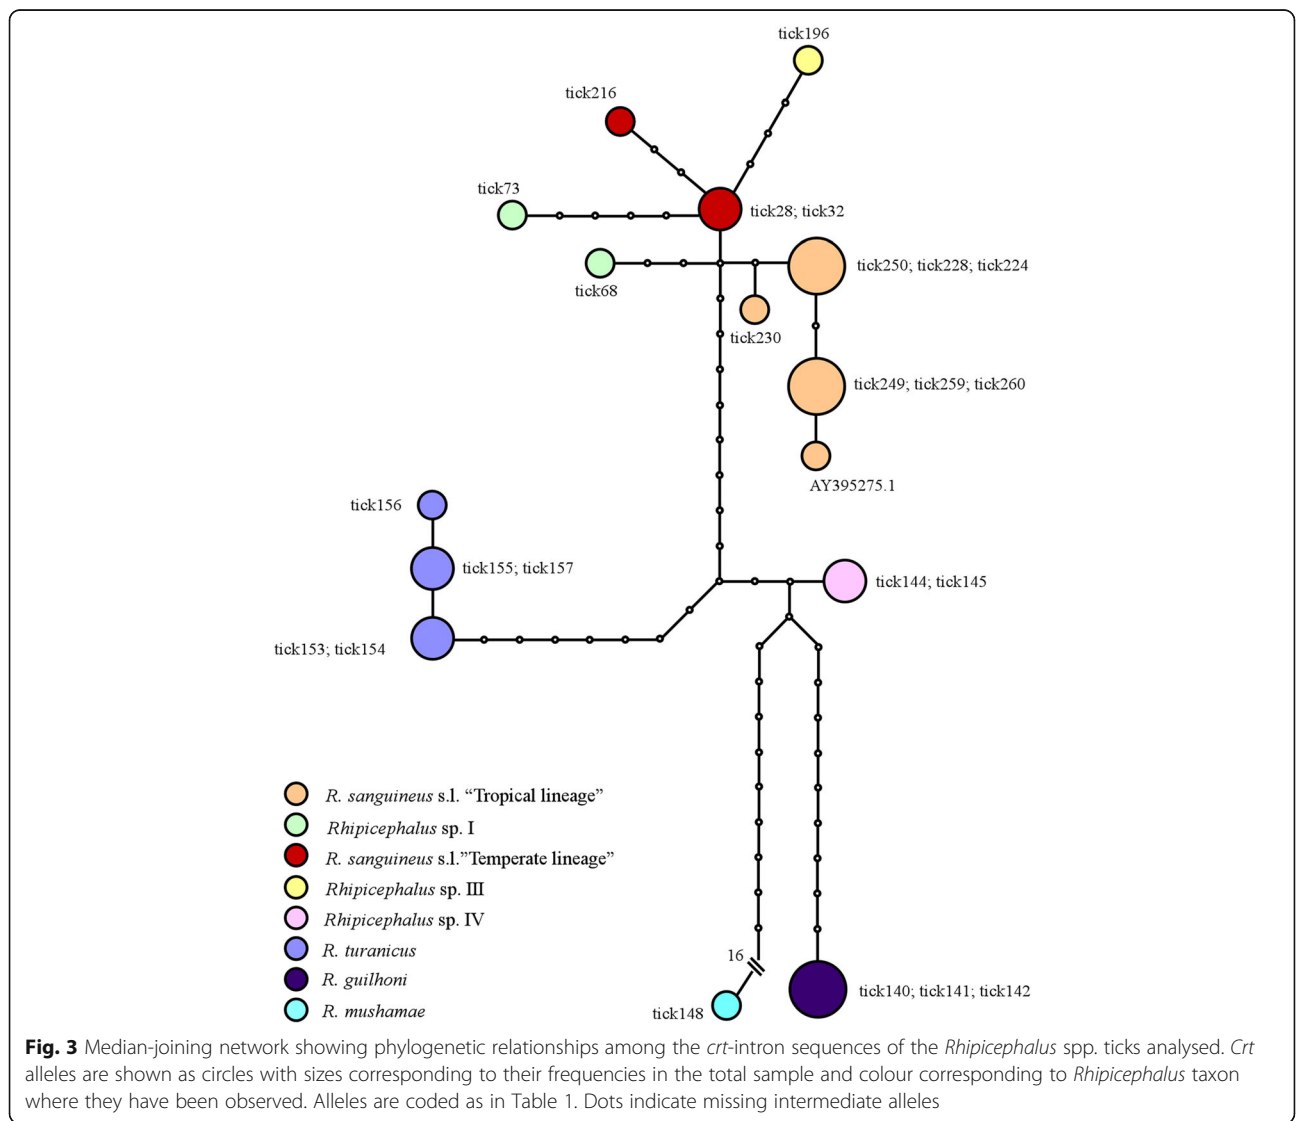 tick196
tick216
tick73
tick28; tick32
tick250; tick228; tick224
tick68
tick230
tick249; tick259; tick260
AY395275.1
tick156
tick155; tick157
tick144; tick145
tick153; tick154
R. sanguineus s.l. “Tropical lineage”
Rhipicephalus sp. I
R. sanguineus s.l.”Temperate lineage”
Rhipicephalus sp. III
Rhipicephalus sp. IV
R. turanicus
R. guilhoni
R. mushamae
16
tick148
tick140; tick141; tick142
Fig. 3 Median-joining network showing phylogenetic relationships among the crt-intron sequences of the Rhipicephalus spp. ticks analysed. Crt
alleles are shown as circles with sizes corresponding to their frequencies in the total sample and colour corresponding to Rhipicephalus taxon
where they have been observed. Alleles are coded as in Table 1. Dots indicate missing intermediate alleles